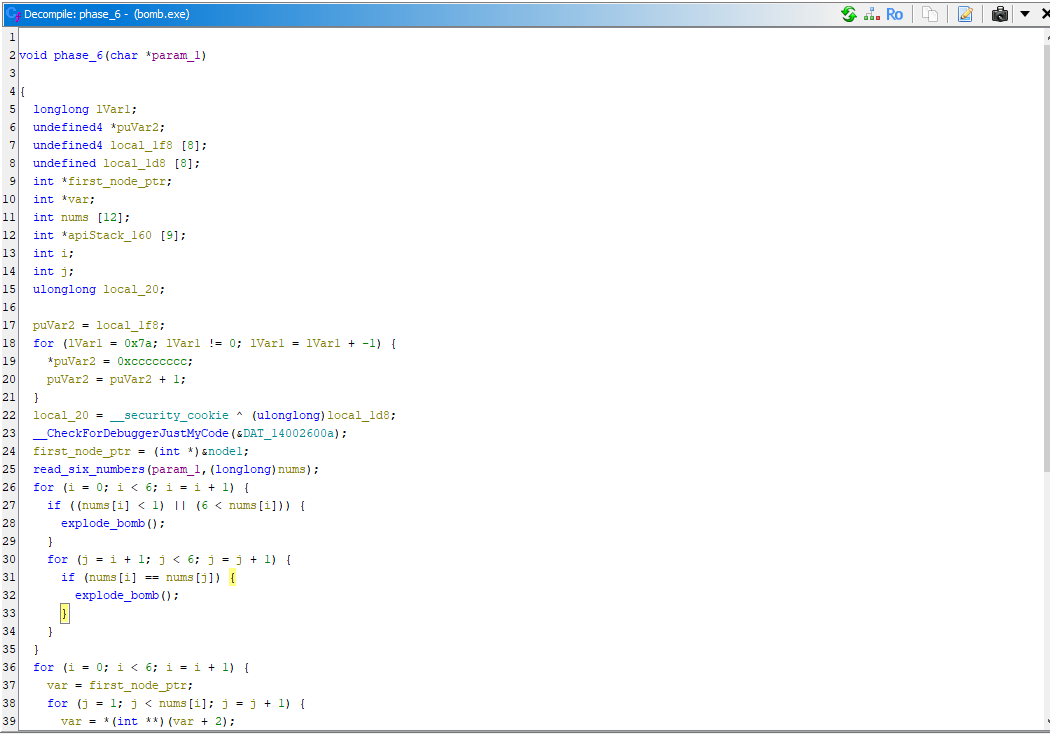 Decompile: phase_6 - (bomb.exe)
Ro
1
2 void phase_6(char *param_1)
3
4 {
5 longlong lVar1;
6 undefined4 *puVar2;
7 undefined4 local_1f8 [8];
8 undefined local_1d8 [8];
9 int *first_node_ptr;
10 int *var;
11 int nums [12];
12 int *apiStack_160 [9];
13 int i;
14 int j;
15 ulonglong local_20;
16
17 puVar2 = local_1f8;
18 for (lVar1 = 0x7a; lVar1 != 0; lVar1 = lVar1 + -1) {
19 *puVar2 = 0xcccccccc;
20 puVar2 = puVar2 + 1;
21 }
22 local_20 = __security_cookie ^ (ulonglong)local_1d8;
23 __CheckForDebuggerJustMyCode(&DAT_14002600a);
24 first_node_ptr = (int *)&node1;
25 read_six_numbers(param_1,(longlong)nums);
26 for (i = 0; i < 6; i = i + 1) {
27 if ((nums[i] < 1) || (6 < nums[i])) {
28 explode_bomb();
29 }
30 for (j = i + 1; j < 6; j = j + 1) {
31 if (nums[i] == nums[j]) {
32 explode_bomb();
33 }
34 }
35 }
36 for (i = 0; i < 6; i = i + 1) {
37 var = first_node_ptr;
38 for (j = 1; j < nums[i]; j = j + 1) {
39 var = *(int **)(var + 2);